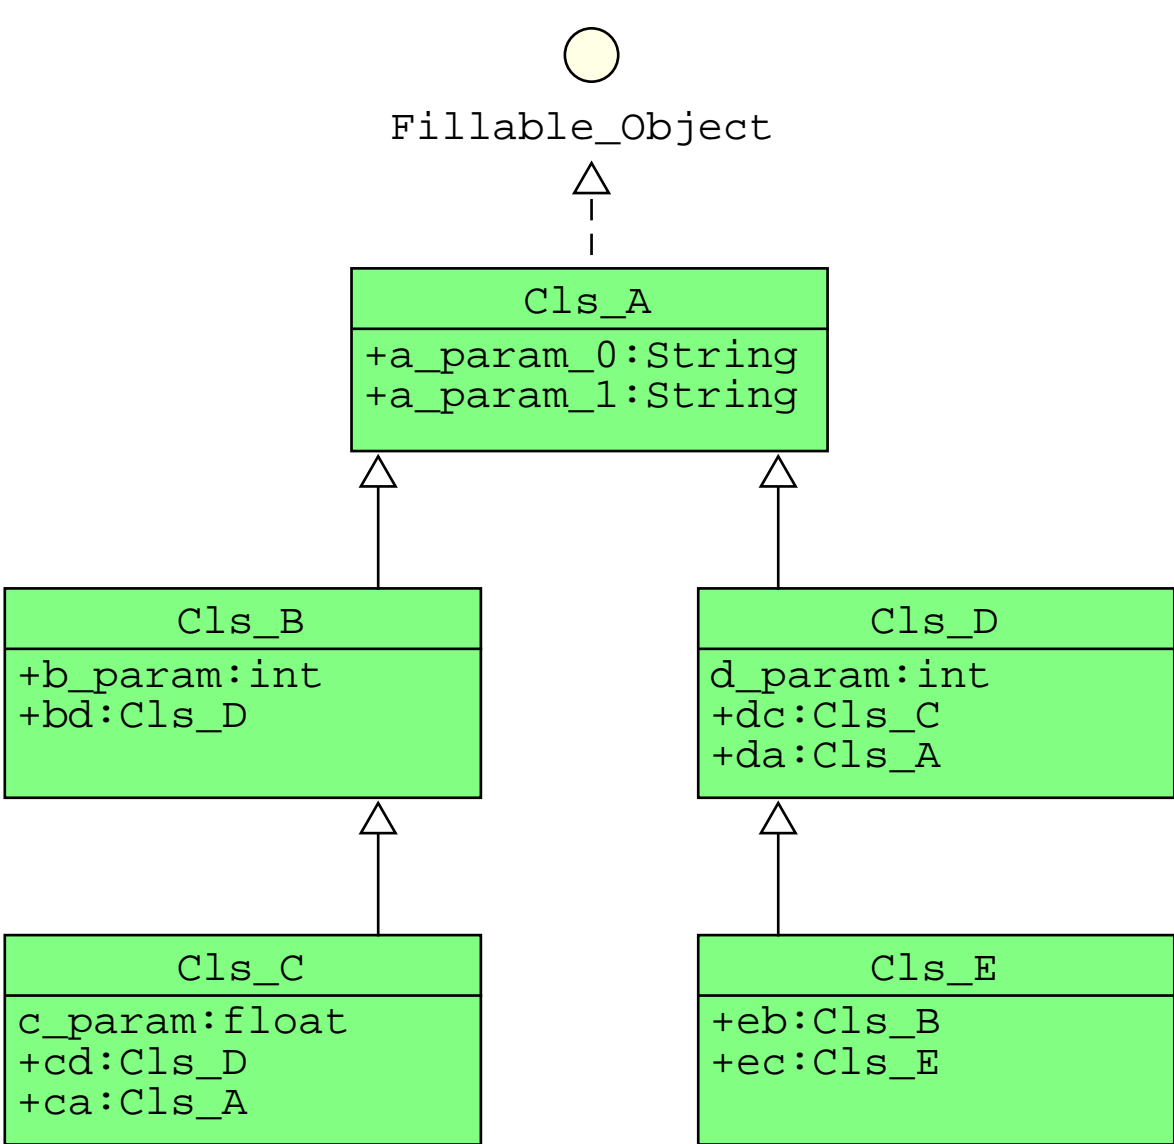 Fillable_Object
Cls_A
+a_param_0:String
+a_param_1:String
Cls_B
+b_param:int
+bd:Cls_D
Cls_D
d_param:int
+dc:Cls_C
+da:Cls_A
Cls_C
c_param:float
+cd:Cls_D
+ca:Cls_A
Cls_E
+eb:Cls_B
+ec:Cls_E